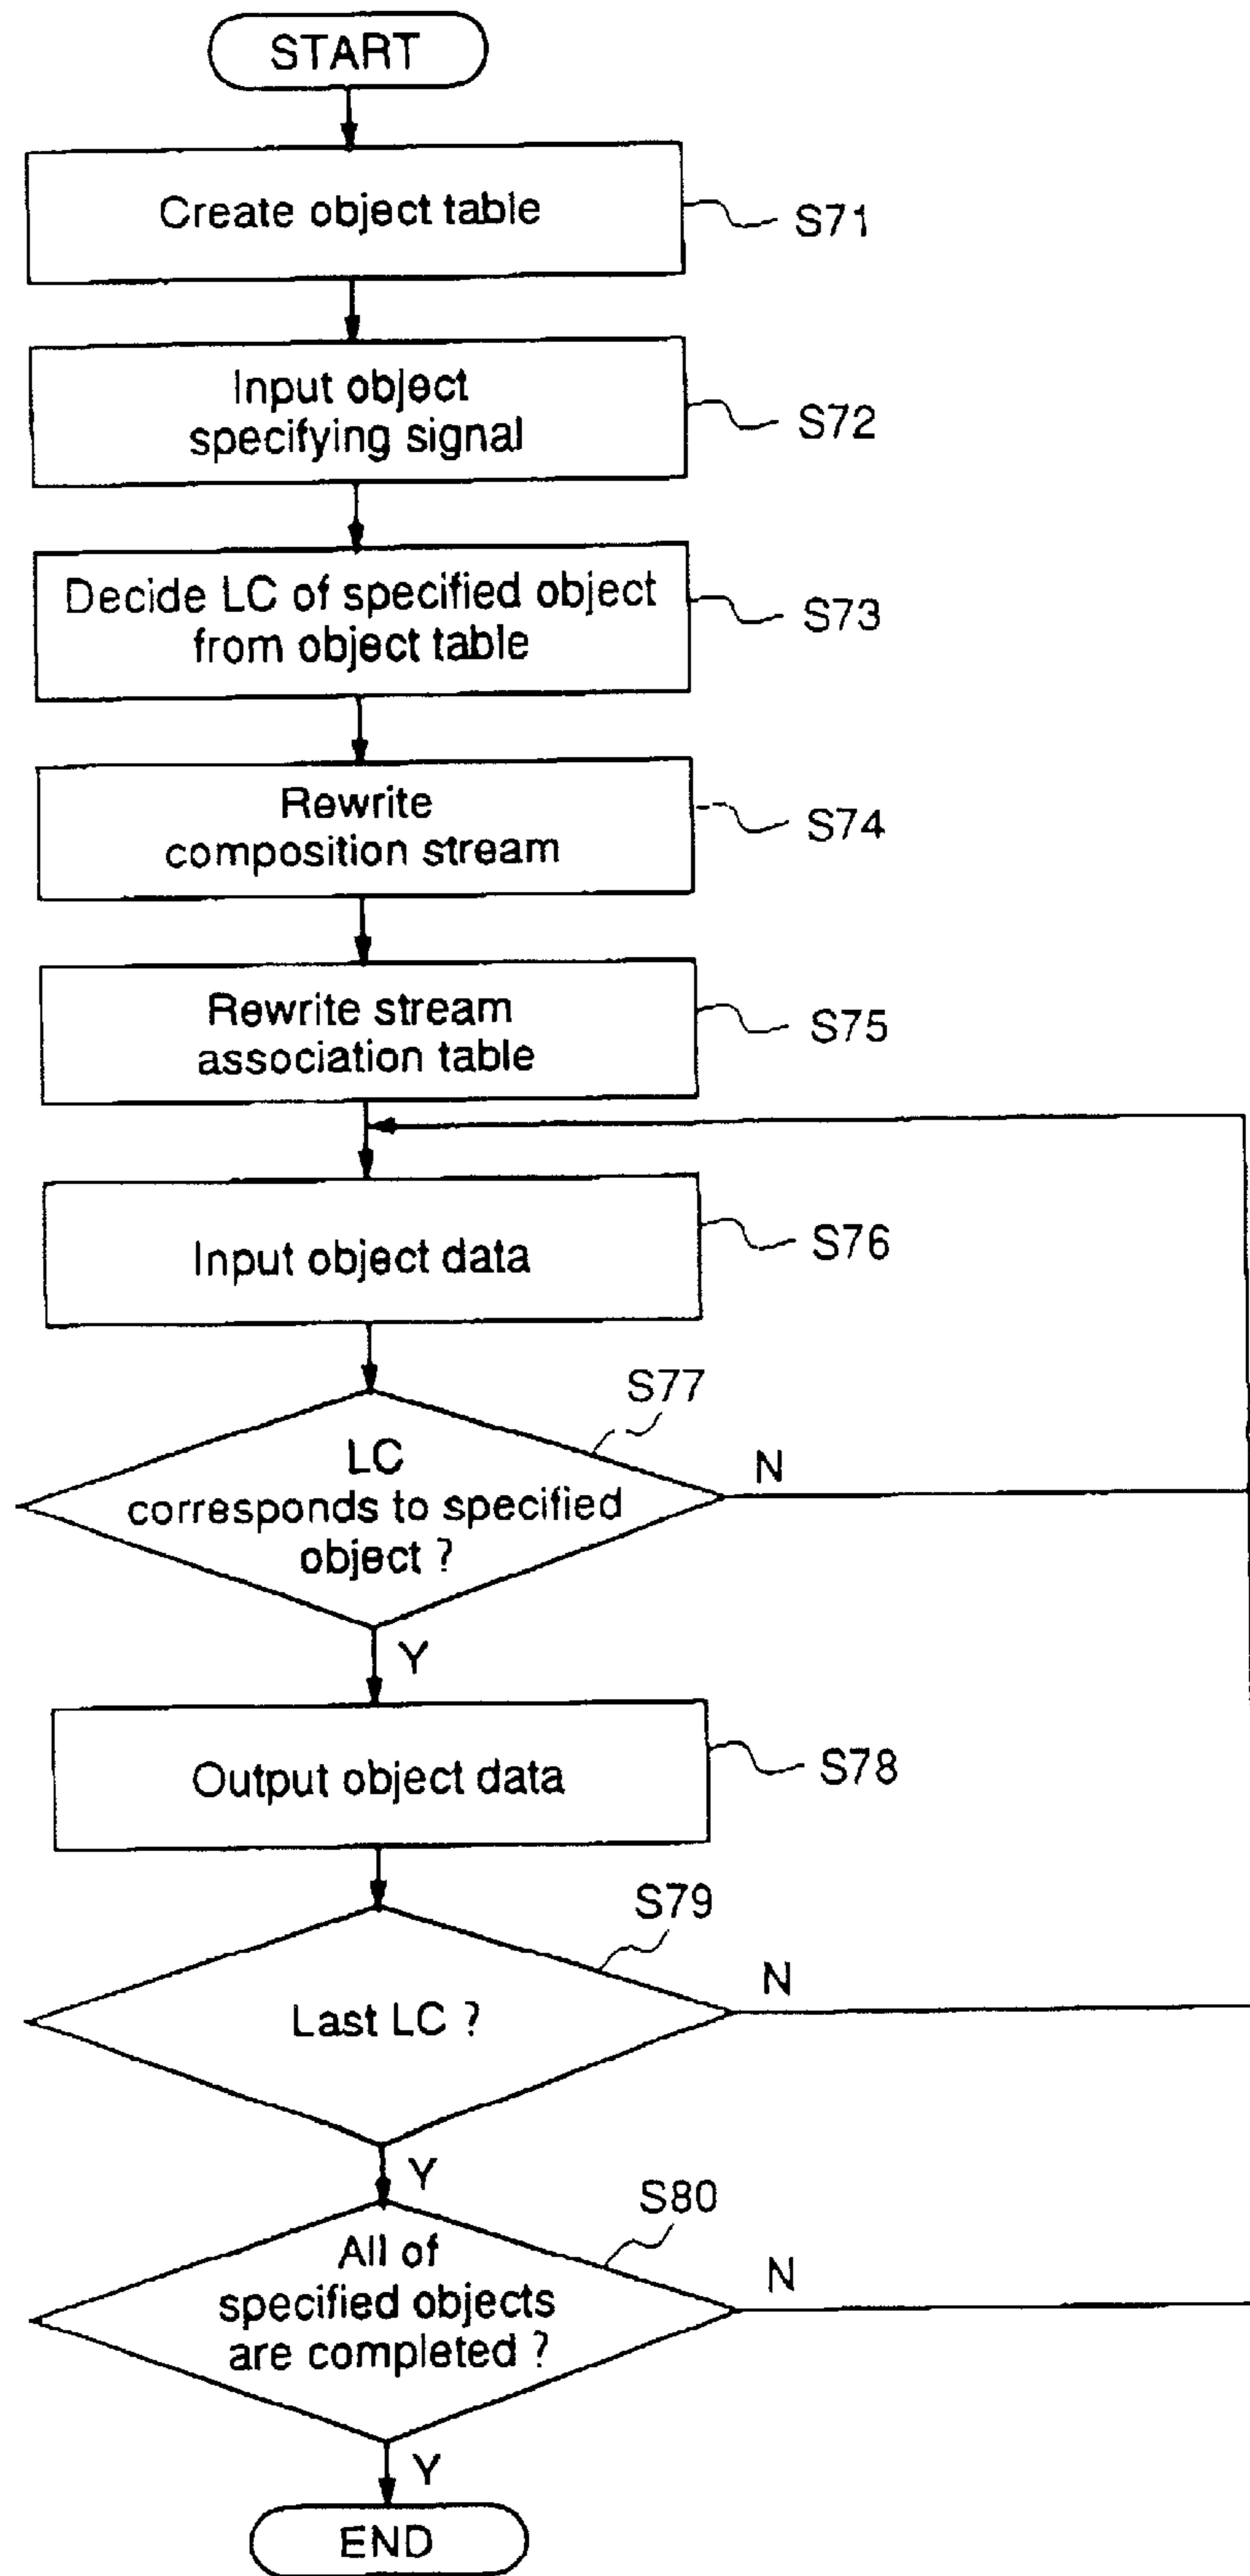 START
Create object table
S71
Input object
specifying signal
S72
Decide LC of specified object
from object table
S73
Rewrite
composition stream
S74
Rewrite stream
association table
S75
Input object data
S76
S77
LC
corresponds to specified
object ?
N
Y
Output object data
S78
S79
Last LC ?
N
Y
S80
All of
specified objects
are completed ?
N
Y
END